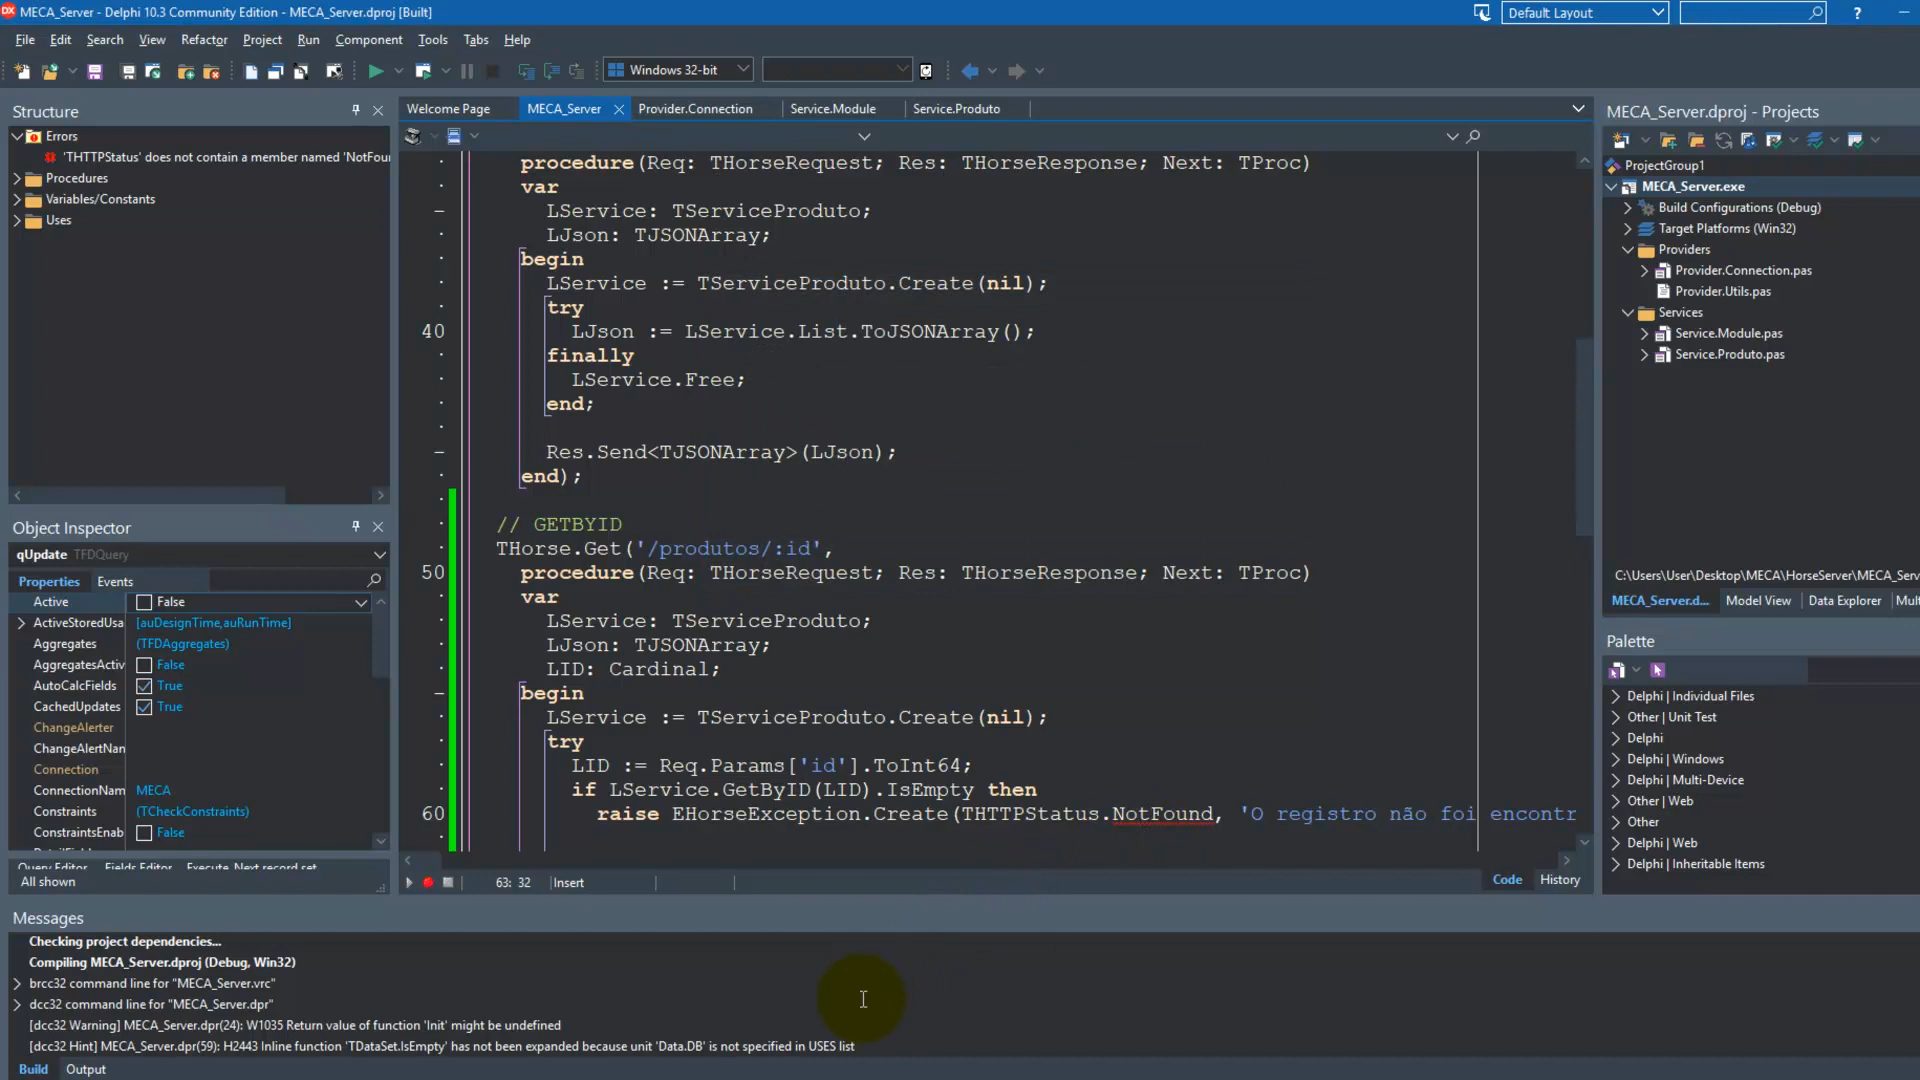 MECA_Server - Delphi 10.3 Community Edition - MECA_Server.dproj [Built]
Default Layout
?
File Edit Search View Refactor Project Run Component Tools Tabs Help
Windows 32-bit
Structure
Errors
'THTTPStatus' does not contain a member named 'NotFou
Procedures
Variables/Constants
Uses
Object Inspector
qUpdate TFDQuery
Properties Events
Active False
ActiveStoredUsa [auDesignTime,auRunTime]
Aggregates (TFDAggregates)
AggregatesActiv False
AutoCalcFields True
CachedUpdates True
ChangeAlerter
ChangeAlertNan
Connection
ConnectionName MECA
Constraints (TCheckConstraints)
ConstraintsEnab False
Query Editor... Fields Editor... Execute Next record set
All shown
Welcome Page MECA_Server Provider.Connection Service.Module Service.Produto
procedure(Req: THorseRequest; Res: THorseResponse; Next: TProc)
var
LService: TServiceProduto;
LJson: TJSONArray;
begin
LService := TServiceProduto.Create(nil);
try
40 LJson := LService.List.ToJSONArray();
finally
LService.Free;
end;
Res.Send<TJSONArray>(LJson);
end);
// GETBYID
THorse.Get('/produtos/:id',
50 procedure(Req: THorseRequest; Res: THorseResponse; Next: TProc)
var
LService: TServiceProduto;
LJson: TJSONArray;
LID: Cardinal;
begin
LService := TServiceProduto.Create(nil);
try
LID := Req.Params['id'].ToInt64;
if LService.GetByID(LID).IsEmpty then
60 raise EHorseException.Create(THTTPStatus.NotFound, 'O registro não foi encontr
63: 32 Insert
Code History
MECA_Server.dproj - Projects
ProjectGroup1
MECA_Server.exe
Build Configurations (Debug)
Target Platforms (Win32)
Providers
Provider.Connection.pas
Provider.Utils.pas
Services
Service.Module.pas
Service.Produto.pas
C:\Users\User\Desktop\MECA\HorseServer\MECA_Serv
MECA_Server.d... Model View Data Explorer Mul
Palette
Delphi | Individual Files
Other | Unit Test
Delphi
Delphi | Windows
Delphi | Multi-Device
Other | Web
Other
Delphi | Web
Delphi | Inheritable Items
Messages
Checking project dependencies...
Compiling MECA_Server.dproj (Debug, Win32)
brcc32 command line for "MECA_Server.vrc"
dcc32 command line for "MECA_Server.dpr"
[dcc32 Warning] MECA_Server.dpr(24): W1035 Return value of function 'Init' might be undefined
[dcc32 Hint] MECA_Server.dpr(59): H2443 Inline function 'TDataSet.IsEmpty' has not been expanded because unit 'Data.DB' is not specified in USES list
Build Output